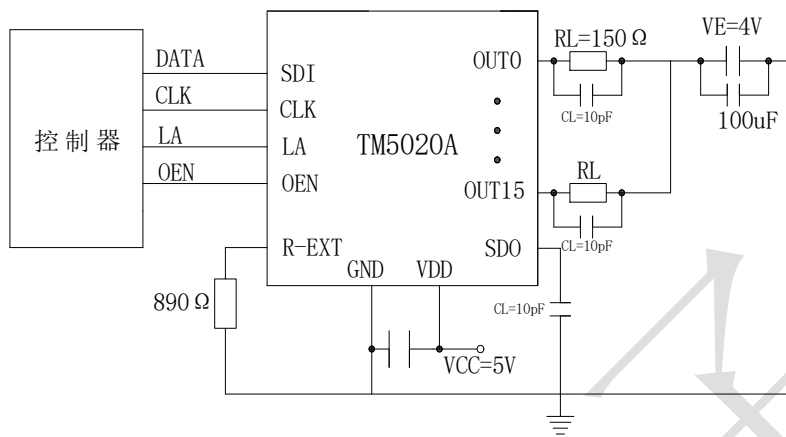 DATA
CLK
LA
OEN
控制器
SDI
CLK
LA
OEN
R-EXT
GND
VDD
TM5020A
OUT0
OUT15
SDO
RL=150Ω
CL=10pF
RL
CL=10pF
CL=10pF
VE=4V
100uF
890Ω
VCC=5V